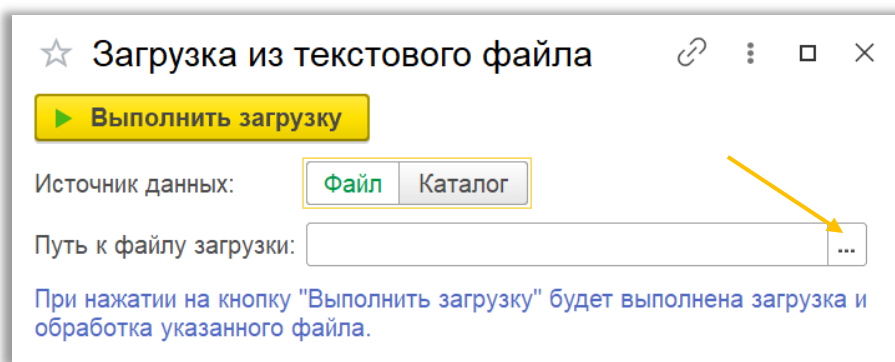 Загрузка из текстового файла
Выполнить загрузку
Источник данных: Файл Каталог
Путь к файлу загрузки: ...
При нажатии на кнопку "Выполнить загрузку" будет выполнена загрузка и
обработка указанного файла.